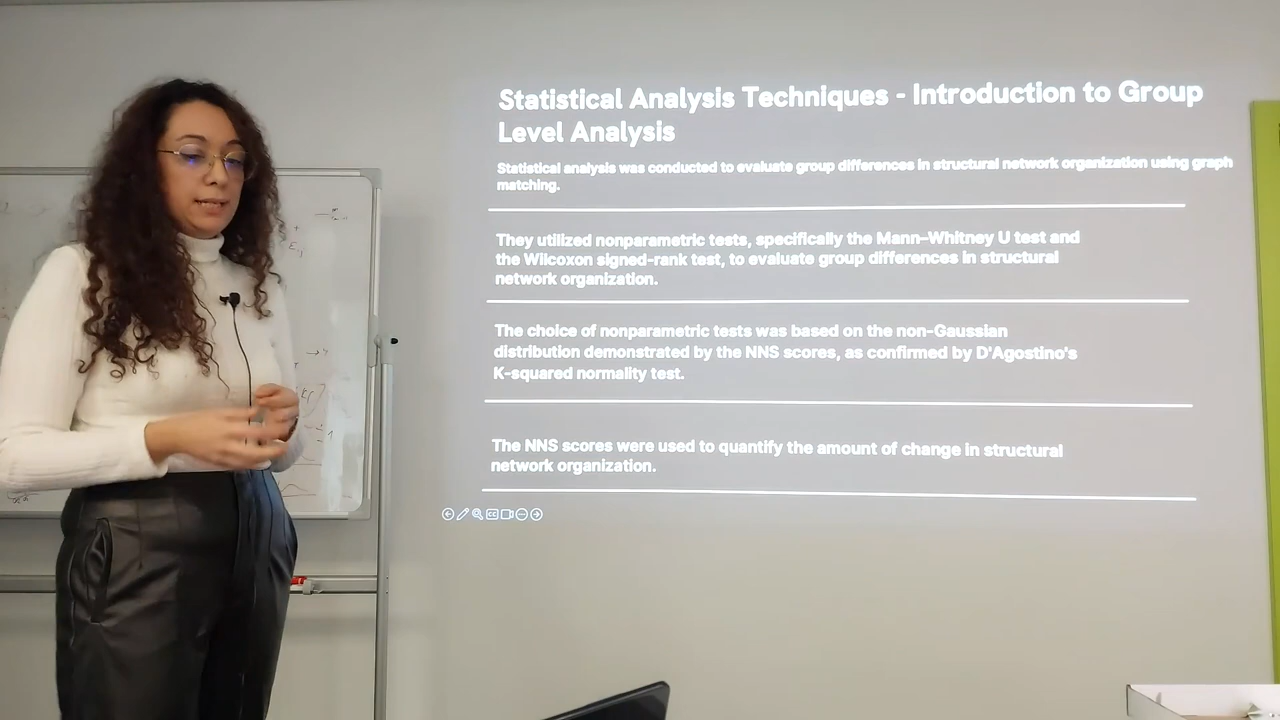 Statistical Analysis Techniques - Introduction to Group
Level Analysis
Statistical analysis was conducted to evaluate group differences in structural network organization using graph
matching.
They utilized nonparametric tests, specifically the Mann–Whitney U test and
the Wilcoxon signed-rank test, to evaluate group differences in structural
network organization.
The choice of nonparametric tests was based on the non-Gaussian
distribution demonstrated by the NNS scores, as confirmed by D'Agostino's
K-squared normality test.
The NNS scores were used to quantify the amount of change in structural
network organization.